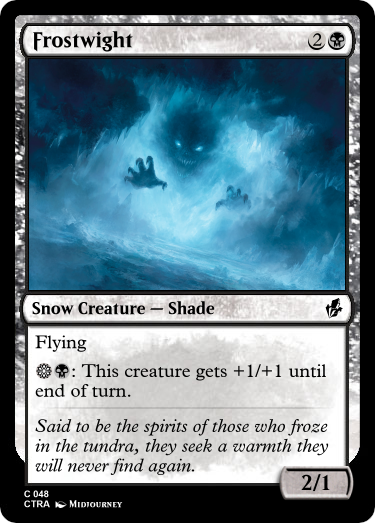 Frostwight 2
Snow Creature — Shade
Flying
: This creature gets +1/+1 until
end of turn.
Said to be the spirits of those who froze
in the tundra, they seek a warmth they
will never find again.
2/1
C 048
CTRA Midjourney